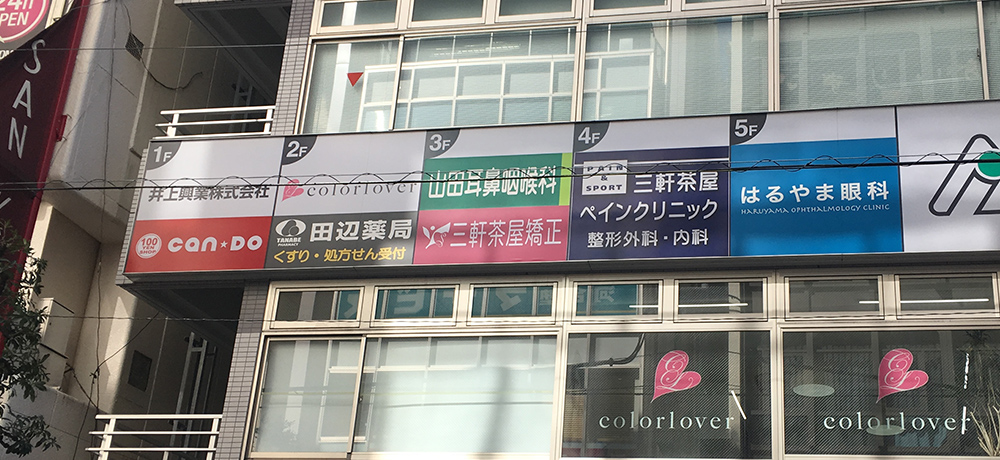 24h
OPEN
SAN
1F
井上興業株式会社
100
YEN
SHOP
can★do
2F
colorlover
TANABE
PHARMACY
田辺薬局
くすり・処方せん受付
3F
山田耳鼻咽喉科
三軒茶屋矯正
4F
PAIN
&
SPORT
三軒茶屋
ペインクリニック
整形外科・内科
5F
はるやま眼科
HARUYAMA OPHTHALMOLOGY CLINIC
colorlover
colorlover